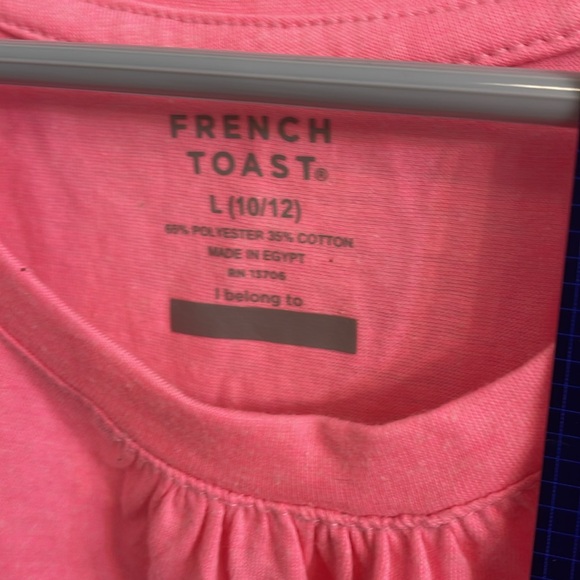 FRENCH
TOAST®
L (10/12)
65% POLYESTER 35% COTTON
MADE IN EGYPT
RN 13706
I belong to